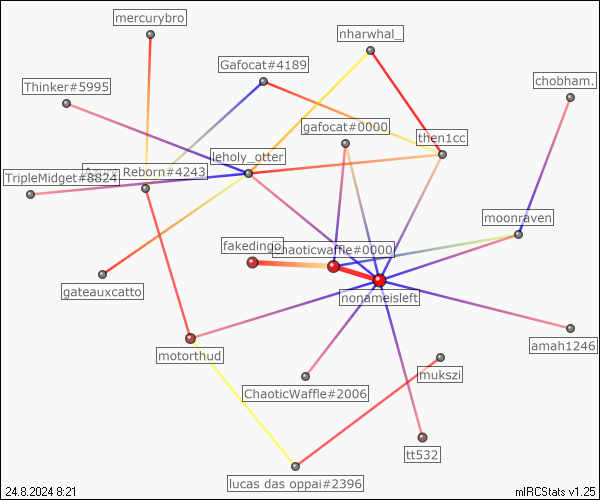 mercurybro
nharwhal_
Gafocat#4189
chobham.
Thinker#5995
gafocat#0000
then1cc
leholy_otter
Reborn#4243
TripleMidget#8824
moonraven
fakedingo
Chaoticwaffle#0000
gateauxcatto
nonameisleft
amah1246
motorthud
mukszi
ChaoticWaffle#2006
tt532
lucas das oppai#2396
24.8.2024 8:21
mIRCStats v1.25